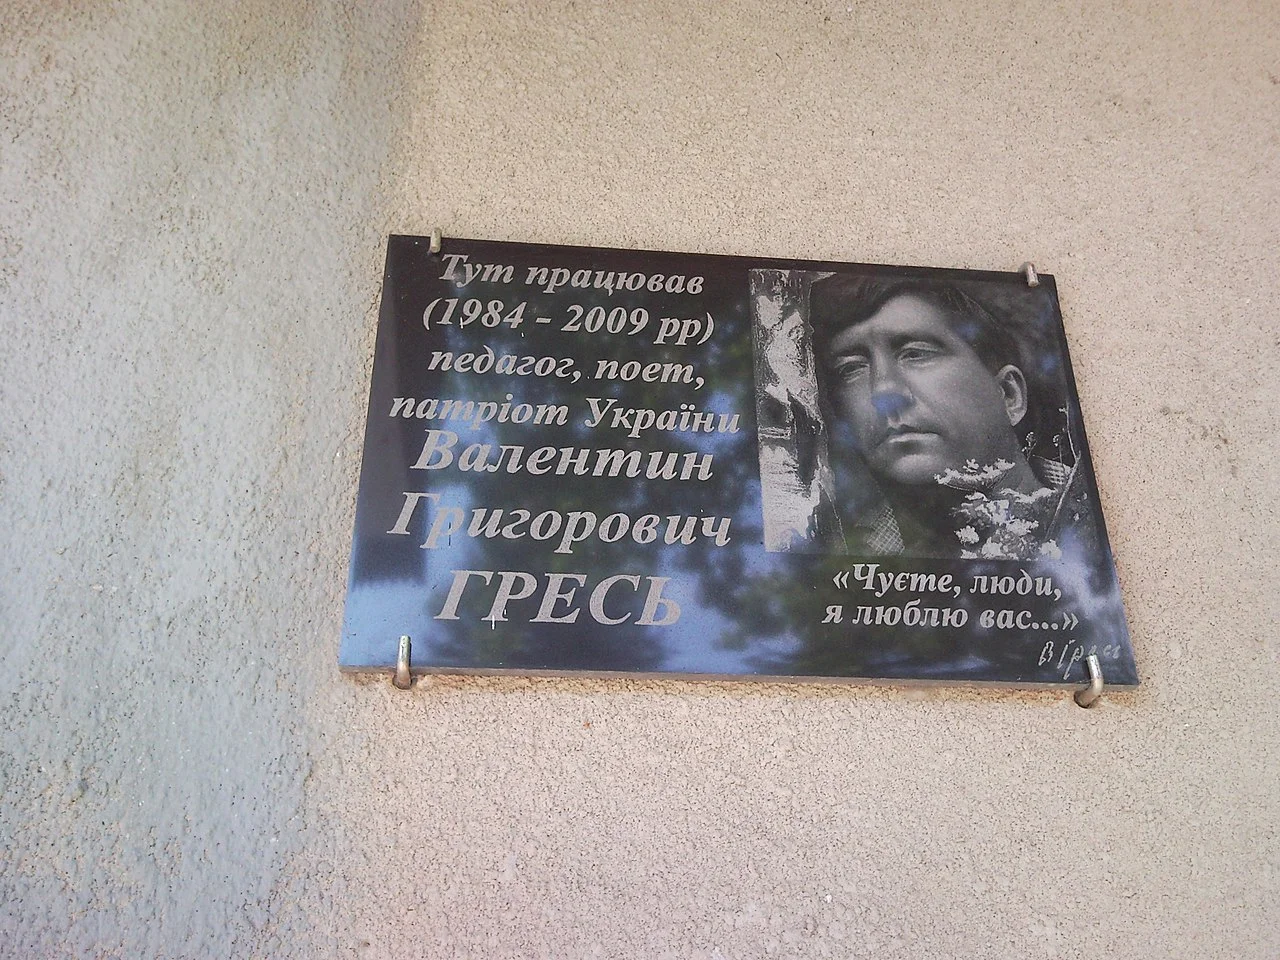 Тут працював
(1984 - 2009 рр)
педагог, поет,
патріот України
Валентин
Григорович
ГРЕСЬ
«Чуєте, люди,
я люблю вас...»